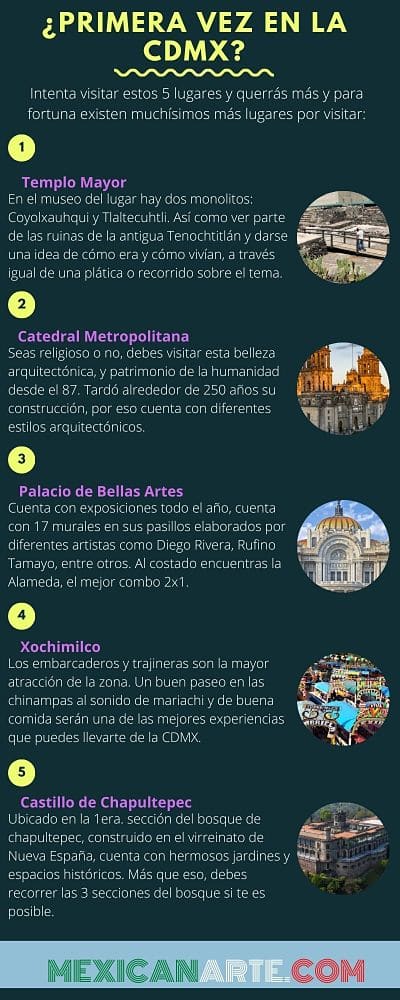 ¿PRIMERA VEZ EN LA
CDMX?
Intenta visitar estos 5 lugares y querrás más y para
fortuna existen muchísimos más lugares por visitar:
1
Templo Mayor
En el museo del lugar hay dos monolitos:
Coyolxauhqui y Tlaltecuhtli. Así como ver parte
de las ruinas de la antigua Tenochtitlán y darse
una idea de cómo era y cómo vivían, a través
igual de una plática o recorrido sobre el tema.
2
Catedral Metropolitana
Seas religioso o no, debes visitar esta belleza
arquitectónica, y patrimonio de la humanidad
desde el 87. Tardó alrededor de 250 años su
construcción, por eso cuenta con diferentes
estilos arquitectónicos.
3
Palacio de Bellas Artes
Cuenta con exposiciones todo el año, cuenta
con 17 murales en sus pasillos elaborados por
diferentes artistas como Diego Rivera, Rufino
Tamayo, entre otros. Al costado encuentras la
Alameda, el mejor combo 2x1.
4
Xochimilco
Los embarcaderos y trajineras son la mayor
atracción de la zona. Un buen paseo en las
chinampas al sonido de mariachi y de buena
comida serán una de las mejores experiencias
que puedes llevarte de la CDMX.
5
Castillo de Chapultepec
Ubicado en la 1era. sección del bosque de
chapultepec, construido en el virreinato de
Nueva España, cuenta con hermosos jardines y
espacios históricos. Más que eso, debes
recorrer las 3 secciones del bosque si te es
posible.
MEXICANARTE.COM